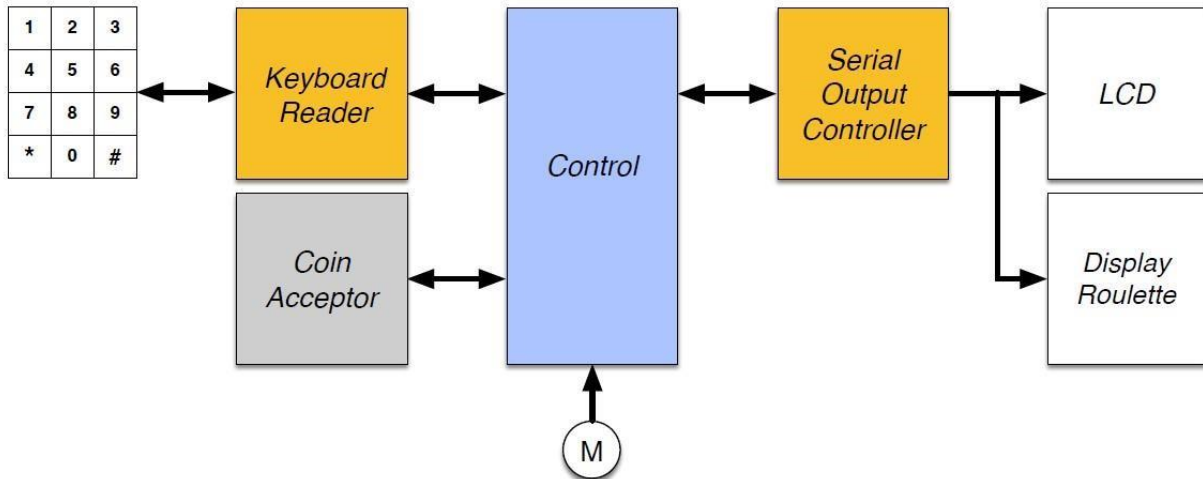 1 2 3
4 5 6
7 8 9
* 0 #
Keyboard
Reader
Coin
Acceptor
Control
M
Serial
Output
Controller
LCD
Display
Roulette